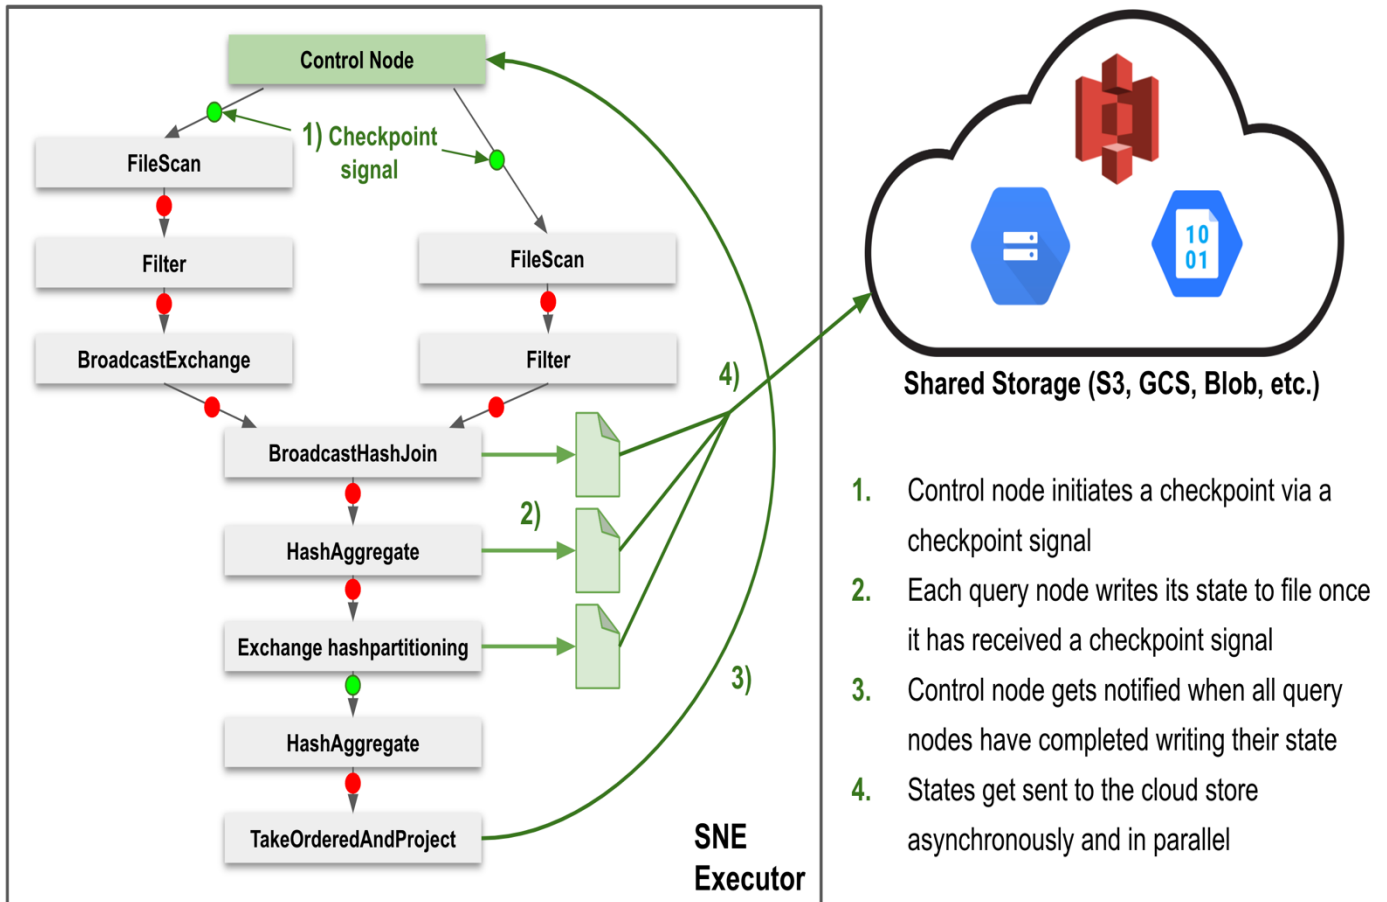 Control Node
1) Checkpoint
signal
FileScan
Filter
BroadcastExchange
FileScan
Filter
BroadcastHashJoin
HashAggregate
Exchange hashpartitioning
HashAggregate
TakeOrderedAndProject
2)
3)
4)
SNE
Executor
10
01
Shared Storage (S3, GCS, Blob, etc.)
1. Control node initiates a checkpoint via a
checkpoint signal
2. Each query node writes its state to file once
it has received a checkpoint signal
3. Control node gets notified when all query
nodes have completed writing their state
4. States get sent to the cloud store
asynchronously and in parallel